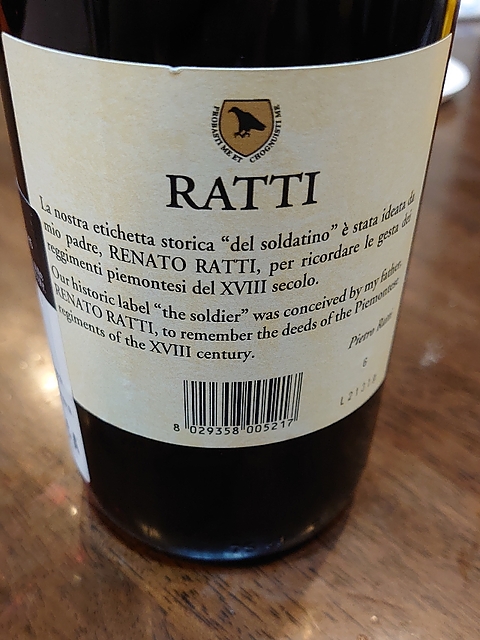 PROBASTI ME ET CHOGNUISTI ME
RATTI
La nostra etichetta storica “del soldatino” è stata ideata da
mio padre, RENATO RATTI, per ricordare le gesta dei
reggimenti piemontesi del XVIII secolo.
Our historic label “the soldier” was conceived by my father,
RENATO RATTI, to remember the deeds of the Piemontese
regiments of the XVIII century.
Pietro Ratti
6
8 029358 005217